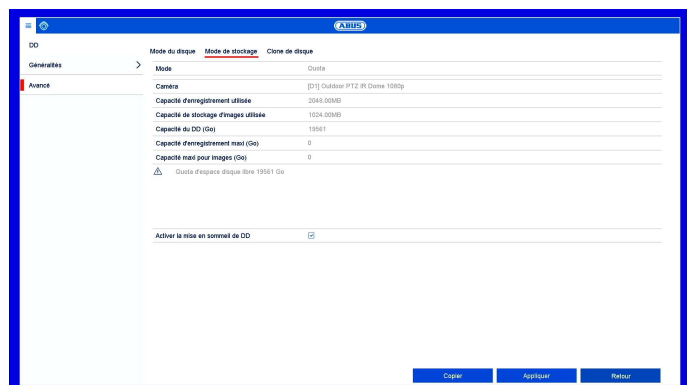 ABUS
DD
Mode du disque Mode de stockage Clone de disque
Généralités
Mode Quota
Avancé
Caméra [D1] Outdoor PTZ IR Dome 1080p
Capacité d'enregistrement utilisée 2048.00MB
Capacité de stockage d'images utilisée 1024.00MB
Capacité du DD (Go) 19561
Capacité d'enregistrement maxi (Go) 0
Capacité maxi pour images (Go) 0
Quota d'espace disque libre 19561 Go
Activer la mise en sommeil de DD
Copier Appliquer Retour